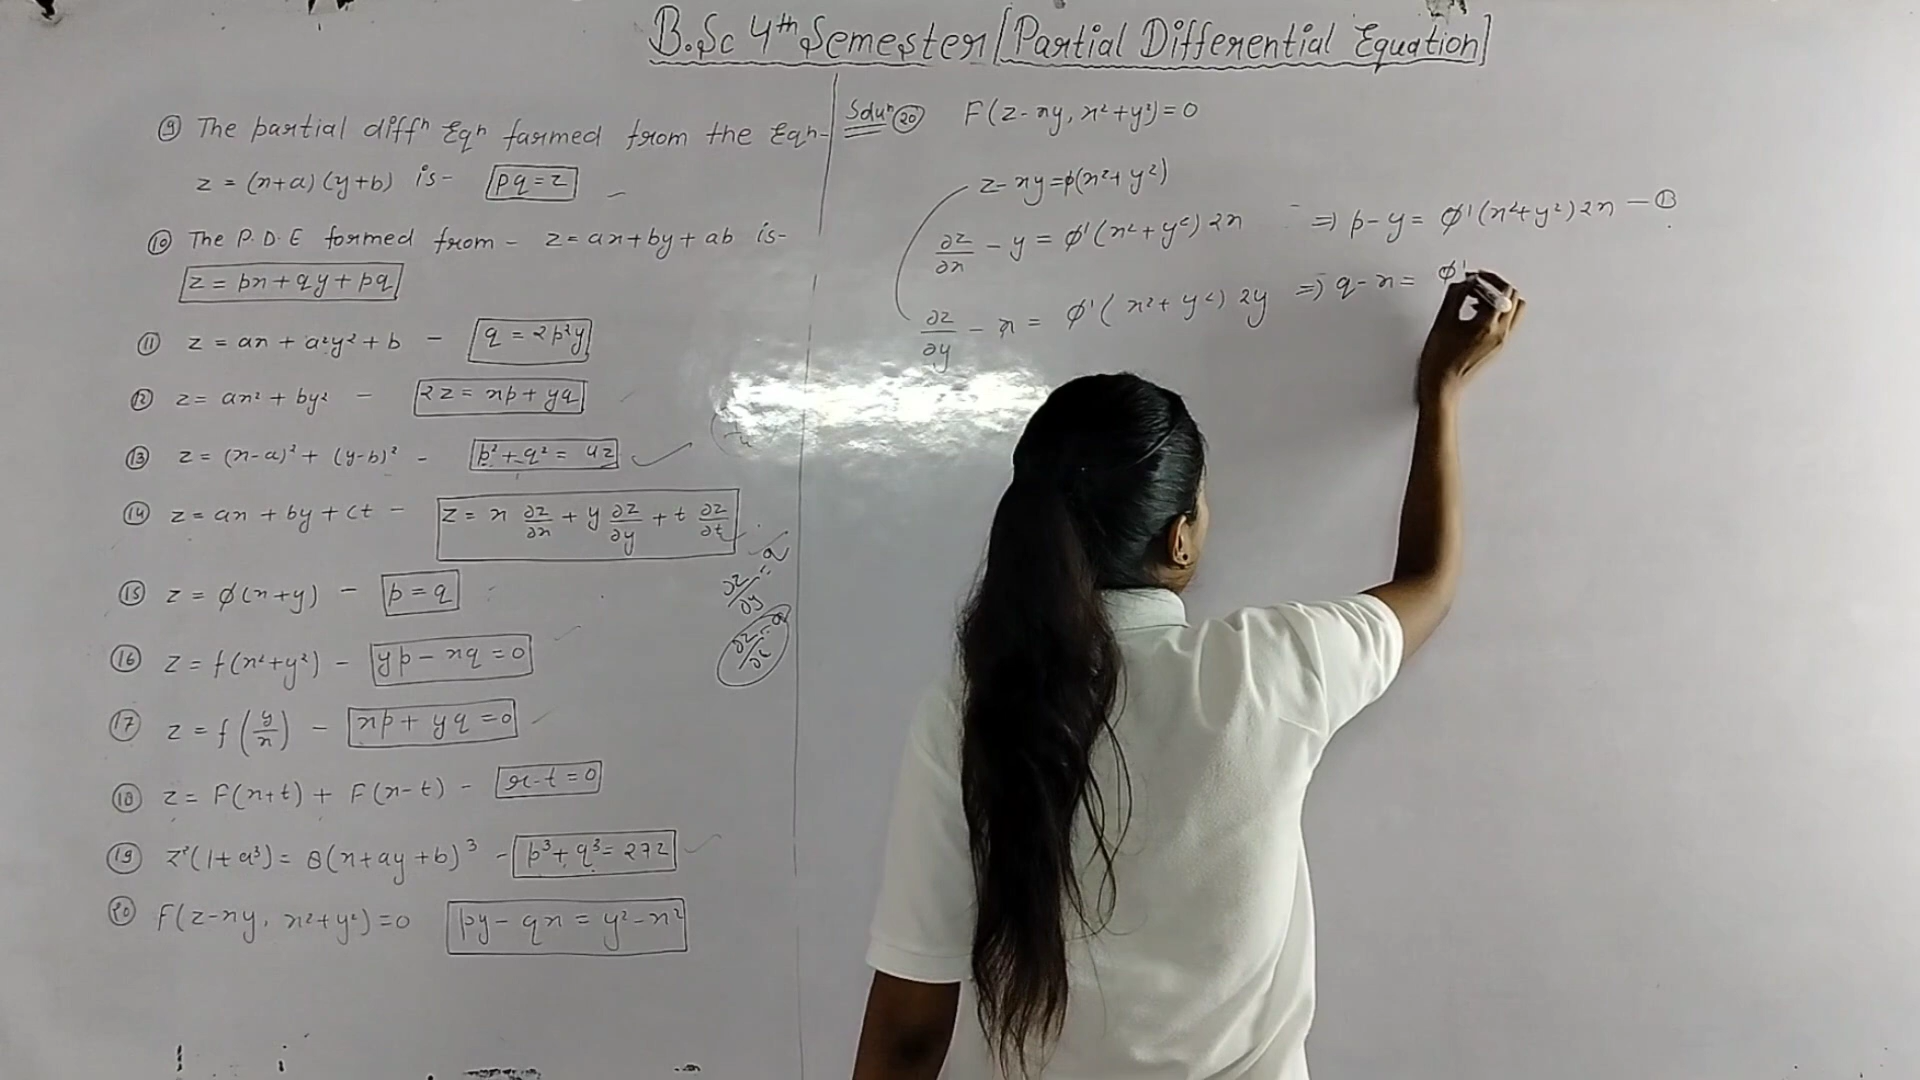 B.Sc 4th Semester [Partial Differential Equation]
⑨ The partial diffⁿ Eqⁿ farmed from the Eqn-
z = (x+a)(y+b) is- pq=z
⑩ The P.D.E formed from - z=ax+by+ab is-
z = px+qy+pq
⑪ z = ax + a²y² + b - q = 2p²y
⑫ z= ax² + by² - 2z = xp + yq
⑬ z = (x-a)² + (y-b)² - p²+q² = 4z
⑭ z= ax + by + ct - z = x ∂z/∂x + y ∂z/∂y + t ∂z/∂t
⑮ z = φ(x+y) - p=q
⑯ z = f(x²+y²) - yp-xq=0
⑰ z = f(y/x) - xp+yq=0
⑱ z = F(x+t) + F(x-t) - r-t=0
⑲ z²(1+a³) = 8(x+ay+b)³ - p³+q³=27z
⑳ F(z-xy, x²+y²)=0 py-qx = y²-x²
Soluⁿ ⑳ F(z-xy, x²+y²)=0
z-xy=φ(x²+y²)
∂z/∂x - y = φ'(x²+y²) 2x ⇒ p-y = φ'(x²+y²) 2x - ①
∂z/∂y - x = φ'(x²+y²) 2y ⇒ q-x = φ'